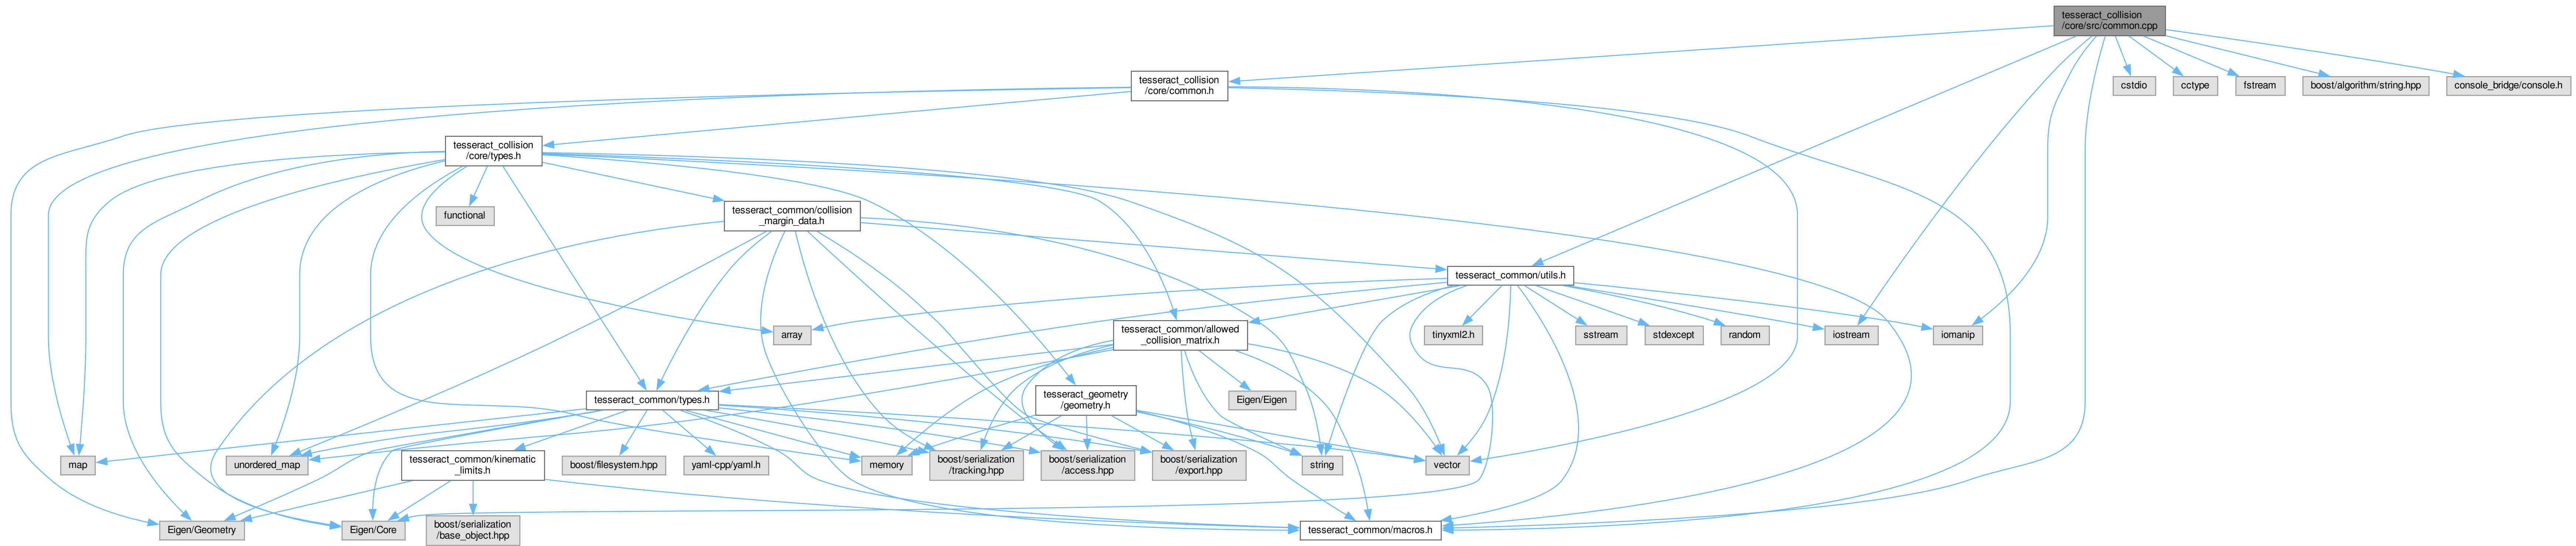 tesseract_collision
/core/src/common.cpp
tesseract_collision
/core/common.h
cstdio
cctype
fstream
boost/algorithm/string.hpp
console_bridge/console.h
tesseract_collision
/core/types.h
functional
tesseract_common/collision
_margin_data.h
tesseract_common/utils.h
array
tesseract_common/allowed
_collision_matrix.h
tinyxml2.h
sstream
stdexcept
random
iostream
iomanip
tesseract_common/types.h
tesseract_geometry
/geometry.h
Eigen/Eigen
map
unordered_map
tesseract_common/kinematic
_limits.h
boost/filesystem.hpp
yaml-cpp/yaml.h
memory
boost/serialization
/tracking.hpp
boost/serialization
/access.hpp
boost/serialization
/export.hpp
string
vector
Eigen/Geometry
Eigen/Core
boost/serialization
/base_object.hpp
tesseract_common/macros.h